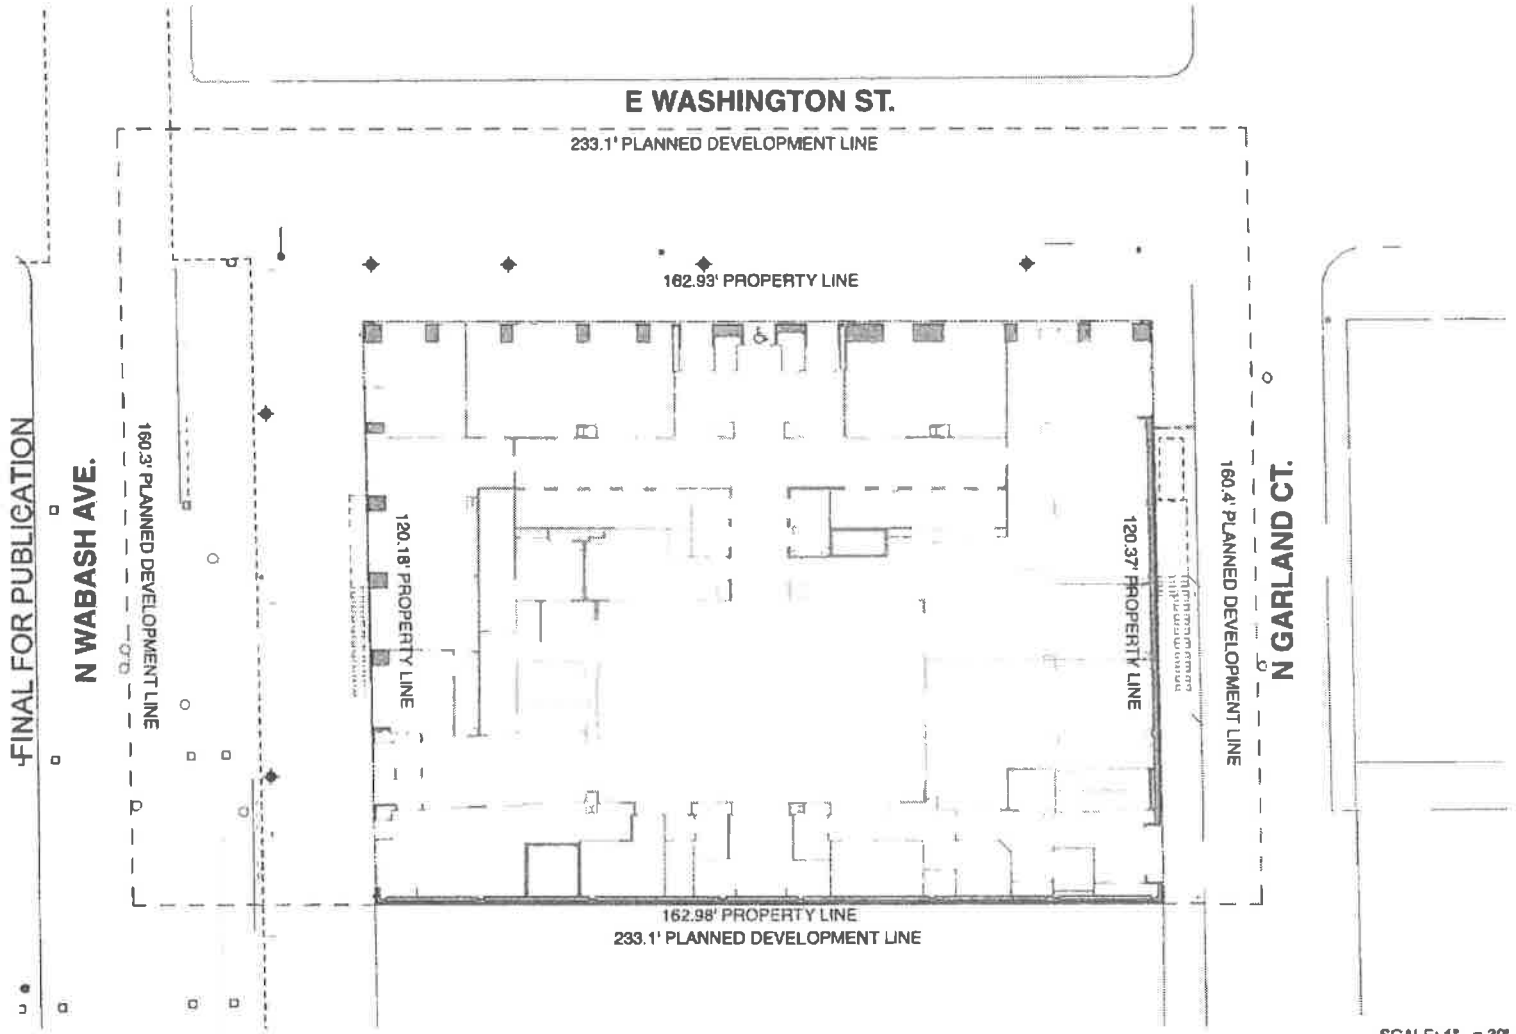 E WASHINGTON ST.
233.1' PLANNED DEVELOPMENT LINE
162.93' PROPERTY LINE
FINAL FOR PUBLICATION
N WABASH AVE.
160.3' PLANNED DEVELOPMENT LINE
120.18' PROPERTY LINE
120.37' PROPERTY LINE
160.4' PLANNED DEVELOPMENT LINE
N GARLAND CT.
162.98' PROPERTY LINE
233.1' PLANNED DEVELOPMENT LINE